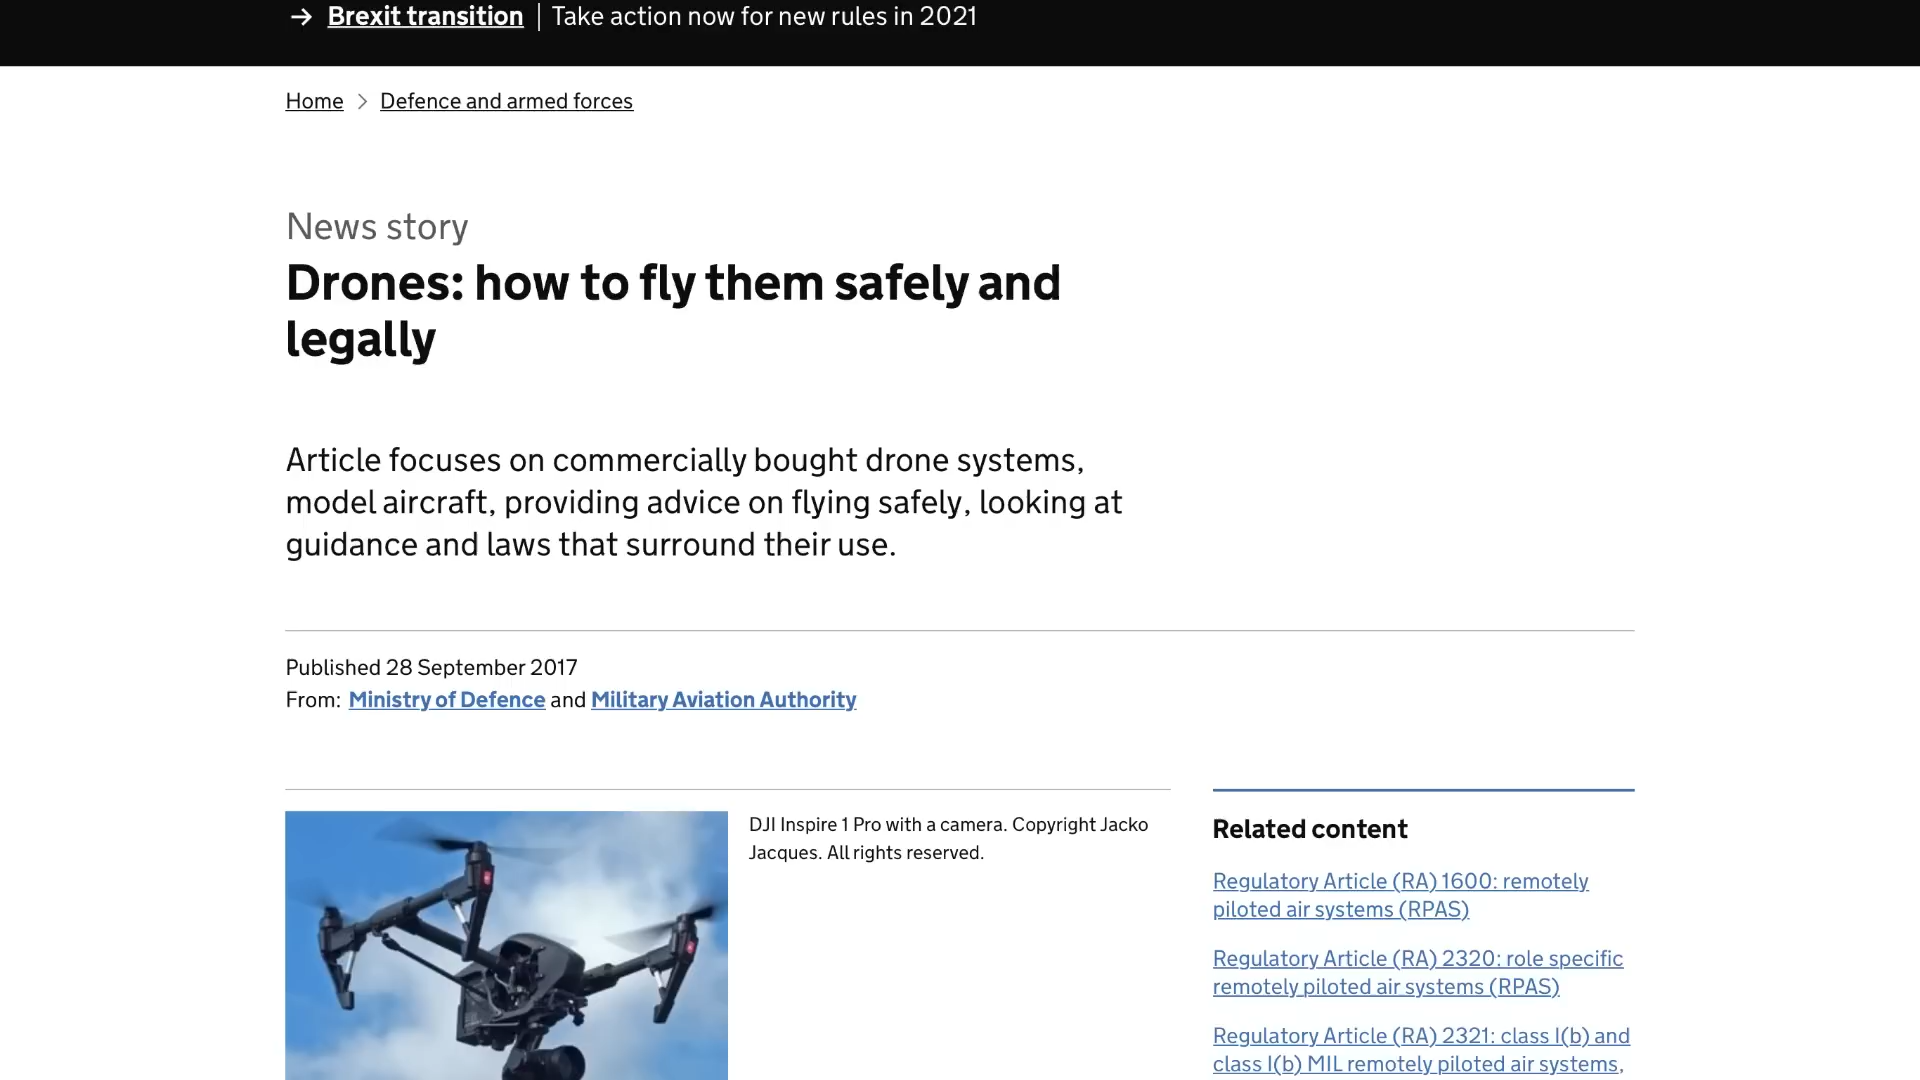 → Brexit transition | Take action now for new rules in 2021
Home > Defence and armed forces
News story
Drones: how to fly them safely and
legally
Article focuses on commercially bought drone systems,
model aircraft, providing advice on flying safely, looking at
guidance and laws that surround their use.
Published 28 September 2017
From: Ministry of Defence and Military Aviation Authority
DJI Inspire 1 Pro with a camera. Copyright Jacko
Jacques. All rights reserved.
Related content
Regulatory Article (RA) 1600: remotely
piloted air systems (RPAS)
Regulatory Article (RA) 2320: role specific
remotely piloted air systems (RPAS)
Regulatory Article (RA) 2321: class I(b) and
class I(b) MIL remotely piloted air systems,